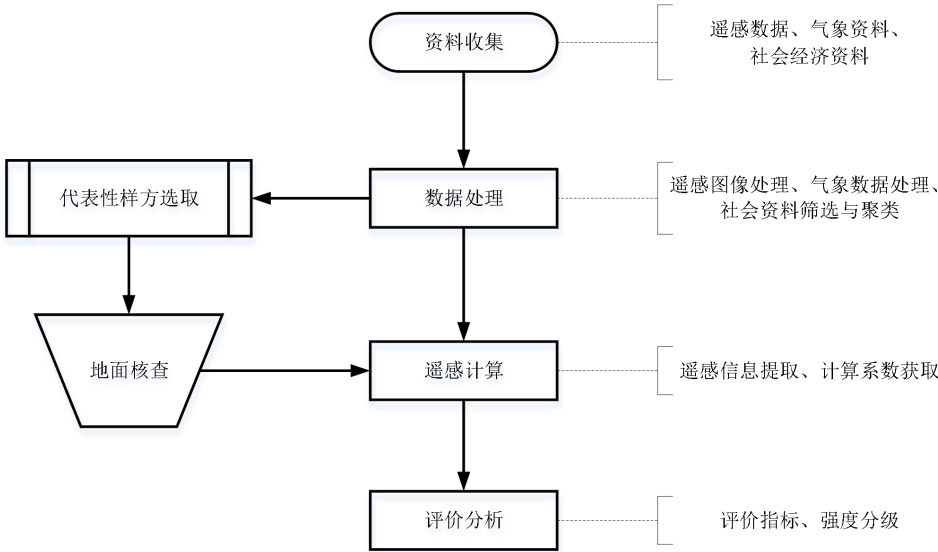 资料收集
遥感数据、气象资料、
社会经济资料
代表性样方选取
数据处理
遥感图像处理、气象数据处理、
社会资料筛选与聚类
地面核查
遥感计算
遥感信息提取、计算系数获取
评价分析
评价指标、强度分级